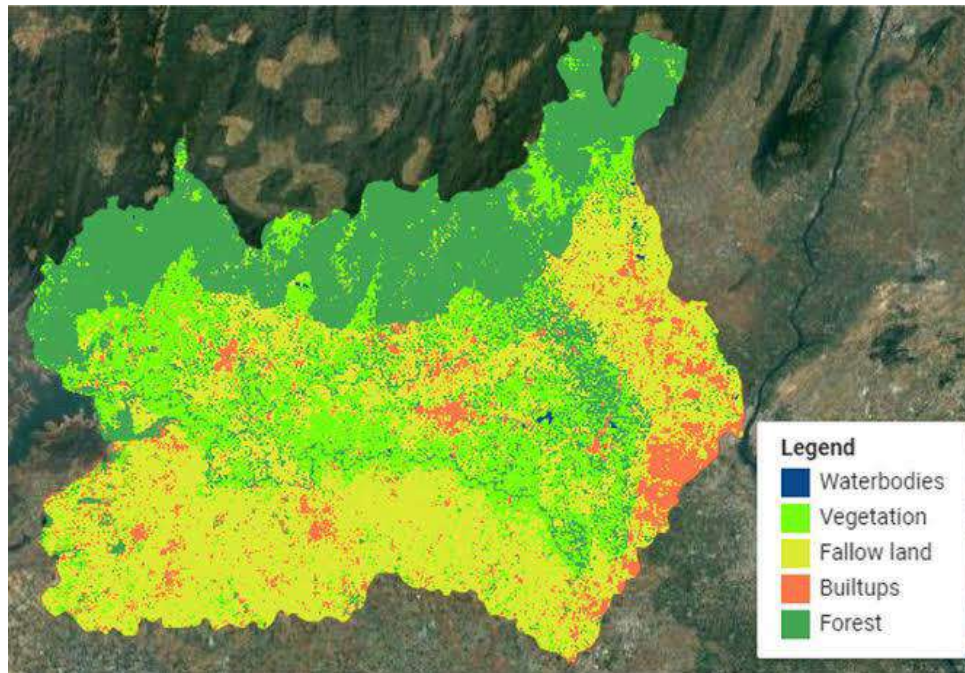 Legend
Waterbodies
Vegetation
Fallow land
Builtups
Forest